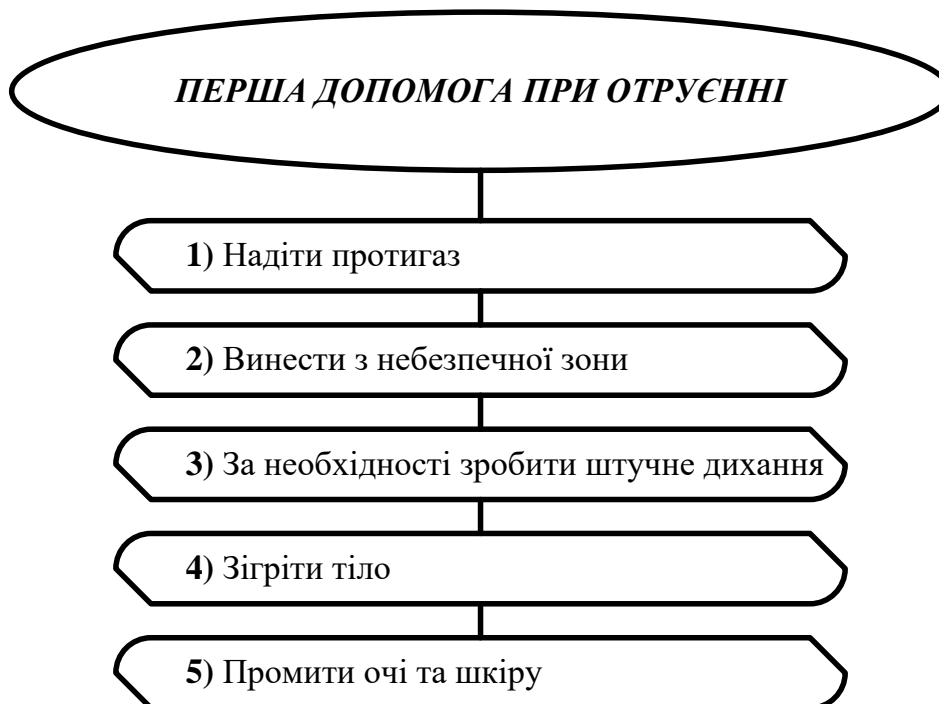 ПЕРША ДОПОМОГА ПРИ ОТРУЄННІ
1) Надіти протигаз
2) Винести з небезпечної зони
3) За необхідності зробити штучне дихання
4) Зігріти тіло
5) Промити очі та шкіру